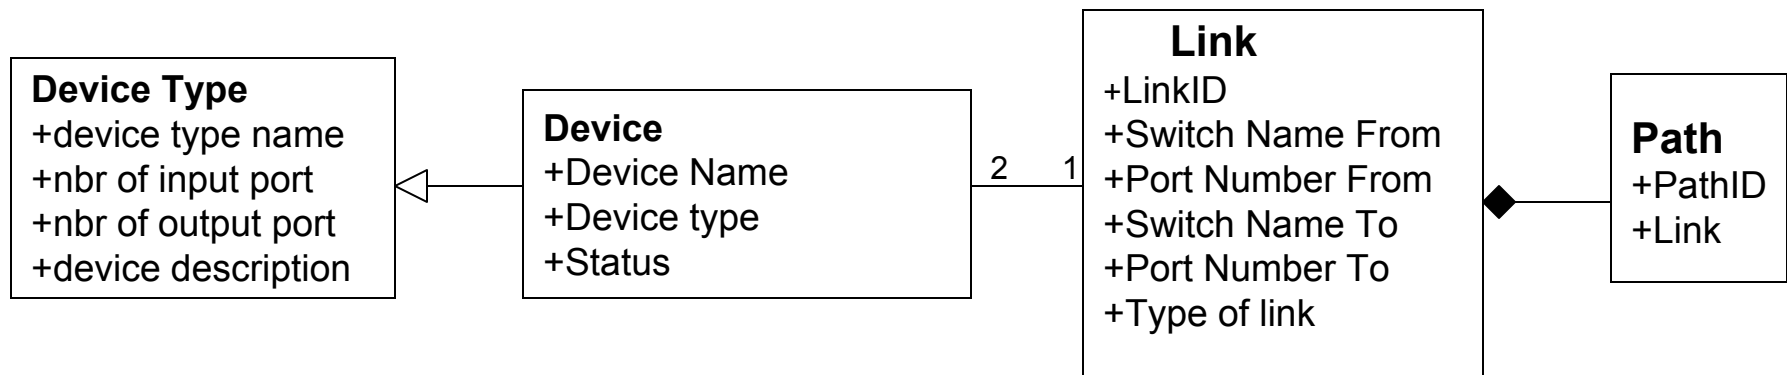 Device Type
+device type name
+nbr of input port
+nbr of output port
+device description
Device
+Device Name
+Device type
+Status
2
1
Link
+LinkID
+Switch Name From
+Port Number From
+Switch Name To
+Port Number To
+Type of link
Path
+PathID
+Link